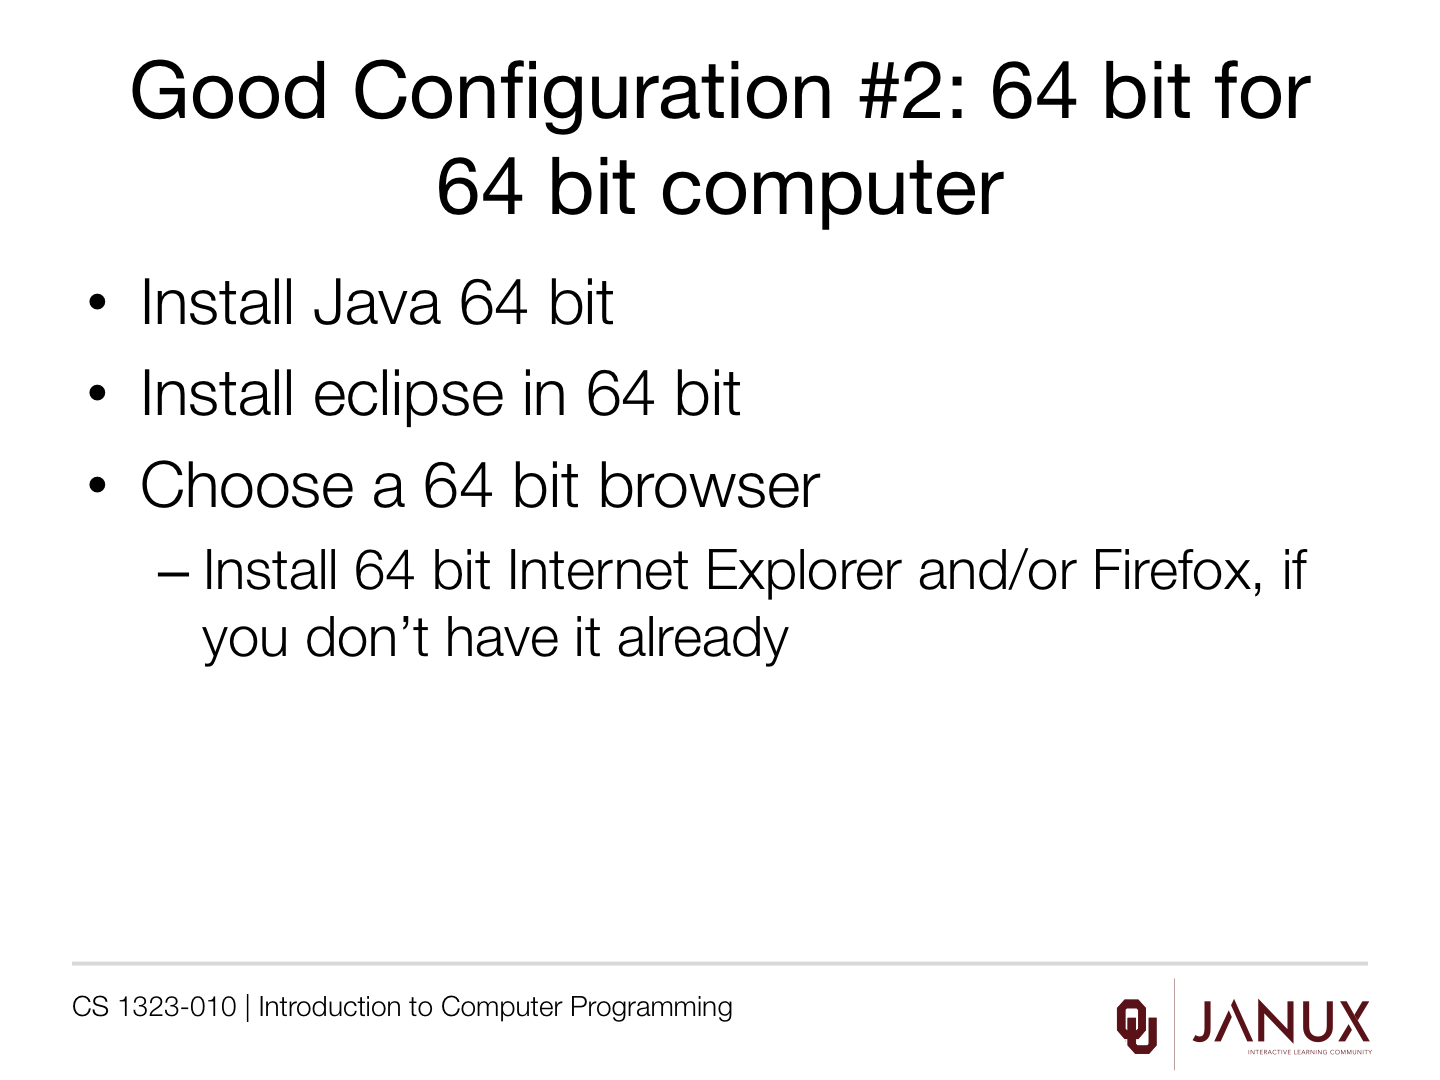 Good Configuration #2: 64 bit for
64 bit computer
• Install Java 64 bit
• Install eclipse in 64 bit
• Choose a 64 bit browser
– Install 64 bit Internet Explorer and/or Firefox, if
you don’t have it already
CS 1323-010 | Introduction to Computer Programming
OU
JANUX
INTERACTIVE LEARNING COMMUNITY